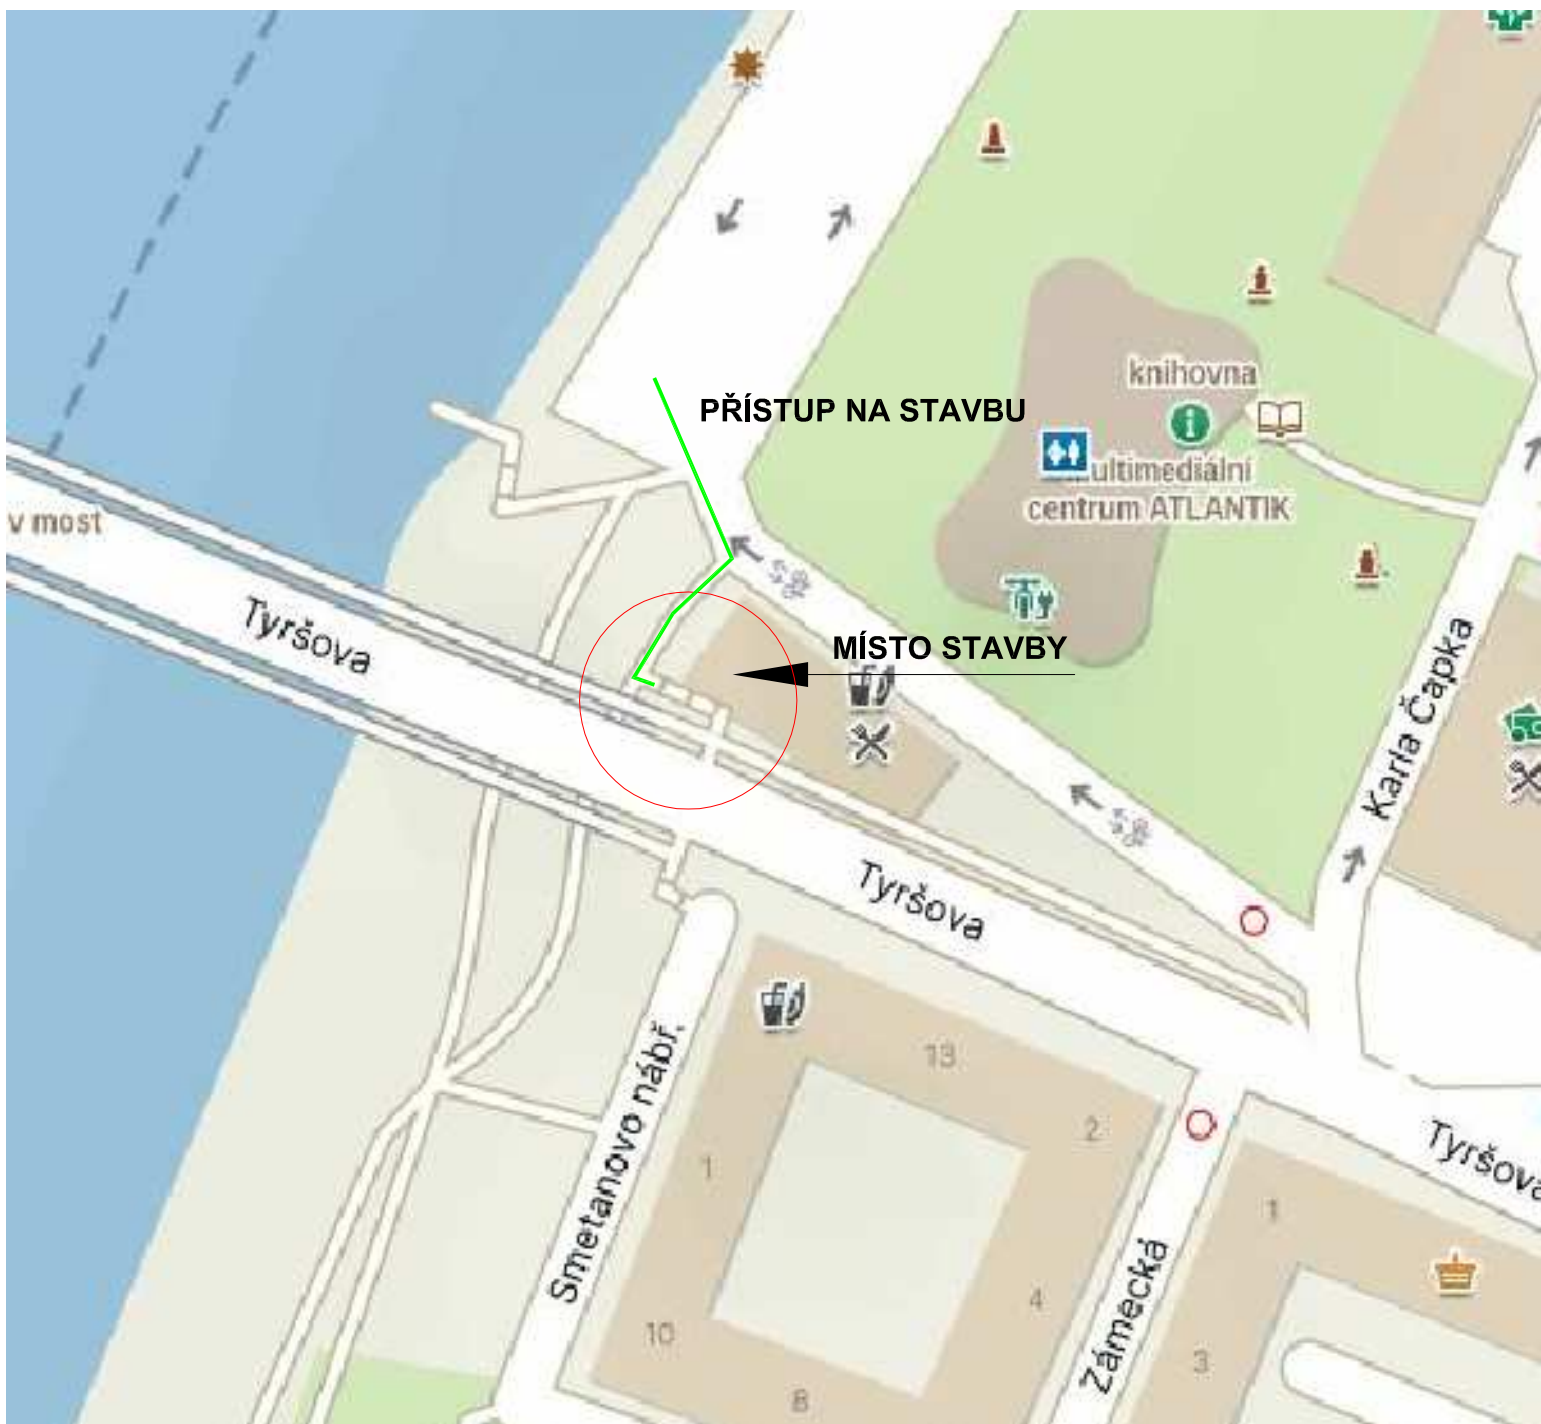 PŘÍSTUP NA STAVBU
knihovna
ultimediální
centrum ATLANTIK
v most
Tyršova
MÍSTO STAVBY
Karla Čapka
Tyršova
13
2
1
Smetanovo nábř.
Tyršova
1
4
10
Zámecká
3
8